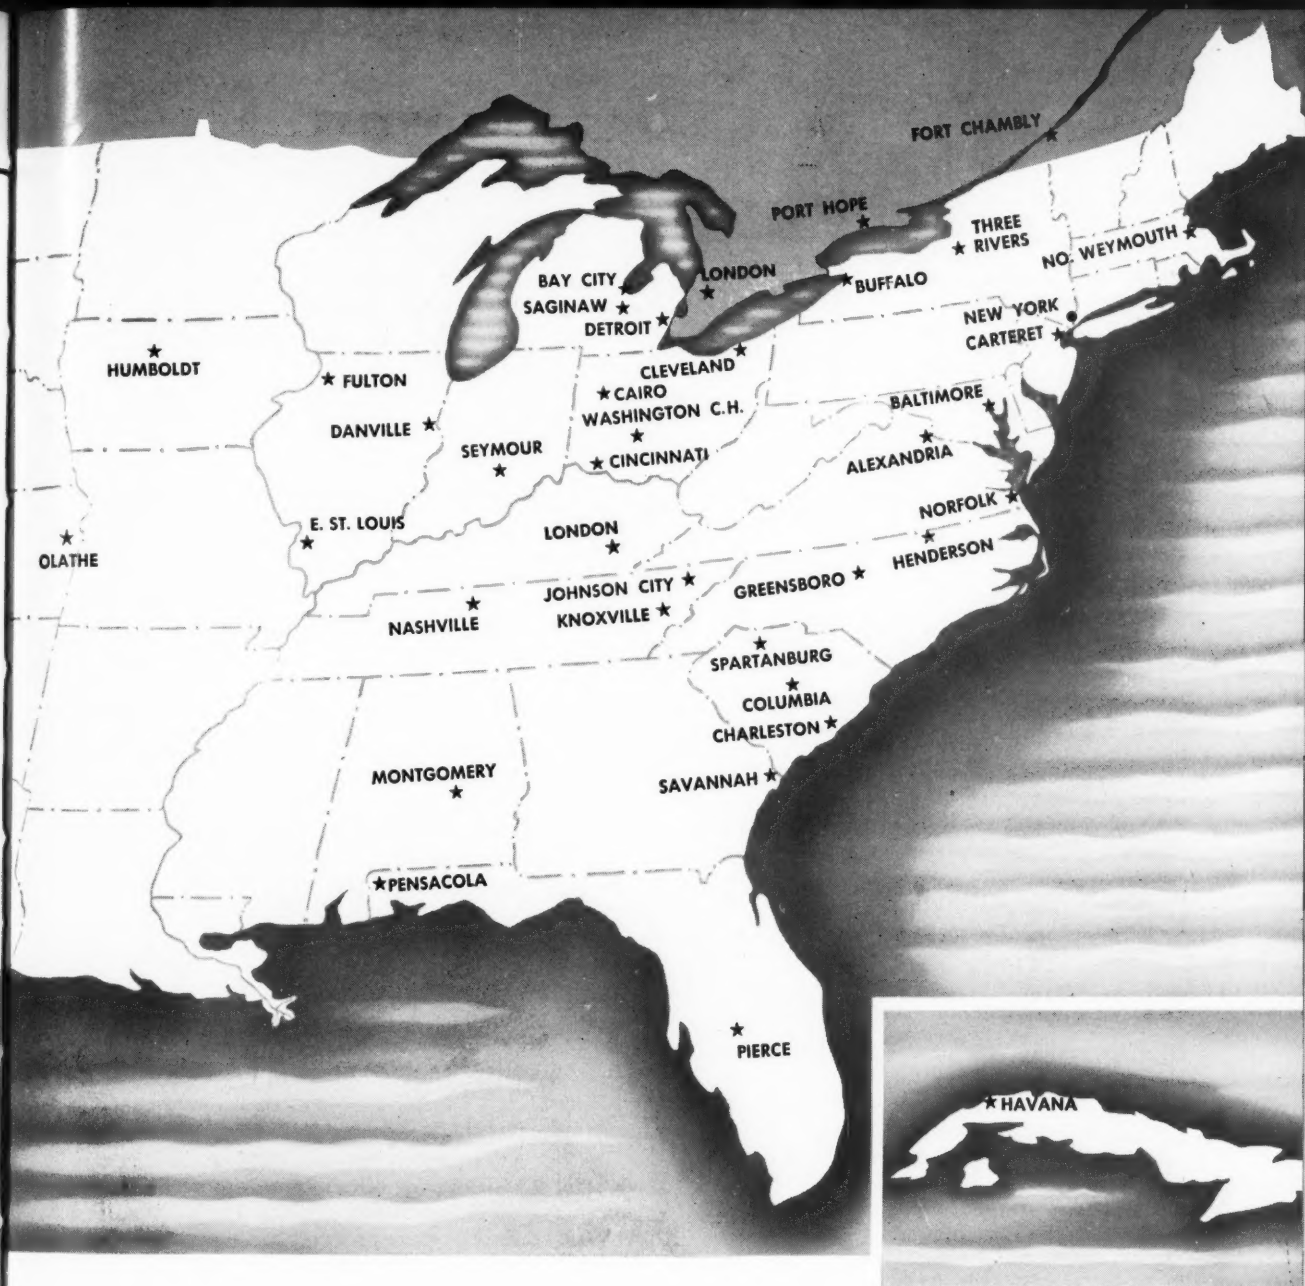 FORT CHAMBLY
PORT HOPE
THREE
RIVERS
NO. WEYMOUTH
BAY CITY
LONDON
BUFFALO
SAGINAW
DETROIT
NEW YORK
CARTERET
HUMBOLDT
FULTON
CLEVELAND
CAIRO
WASHINGTON C.H.
BALTIMORE
DANVILLE
SEYMOUR
CINCINNATI
ALEXANDRIA
NORFOLK
E. ST. LOUIS
LONDON
OLATHE
HENDERSON
JOHNSON CITY
GREENSBORO
NASHVILLE
KNOXVILLE
SPARTANBURG
COLUMBIA
CHARLESTON
MONTGOMERY
SAVANNAH
PENSACOLA
PIERCE
HAVANA